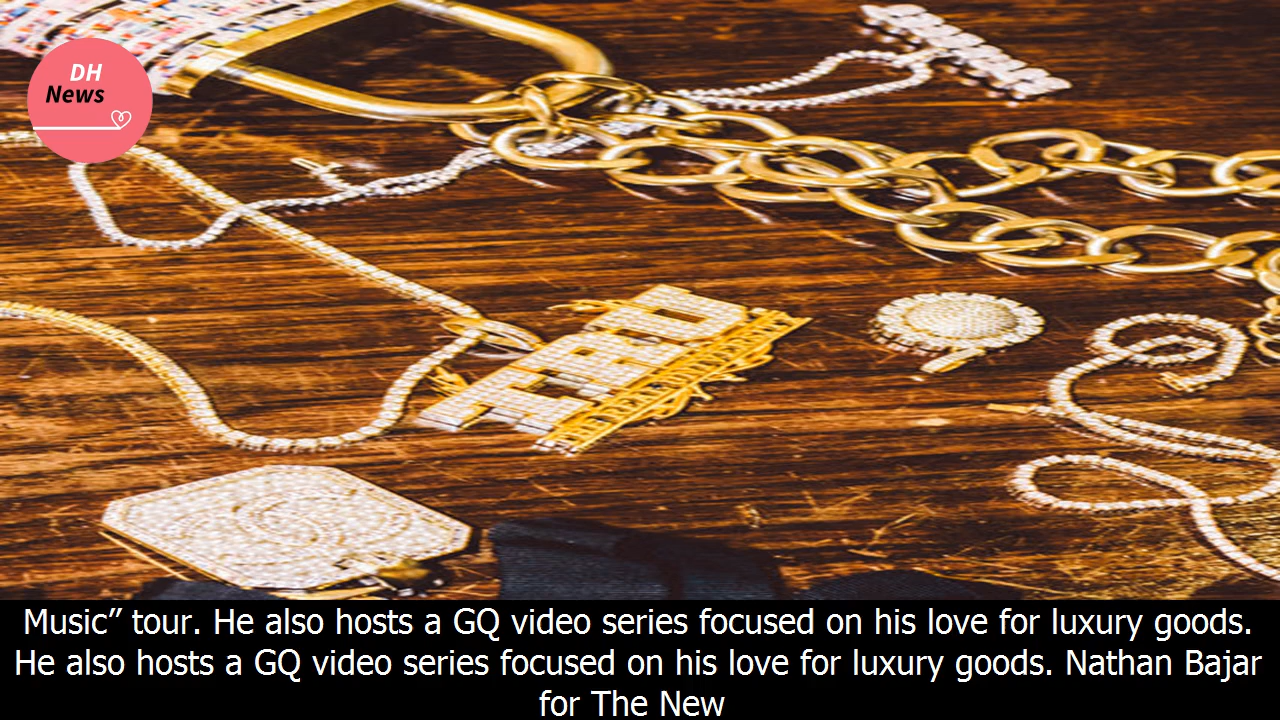 DH
News
Music” tour. He also hosts a GQ video series focused on his love for luxury goods.
He also hosts a GQ video series focused on his love for luxury goods. Nathan Bajar
for The New